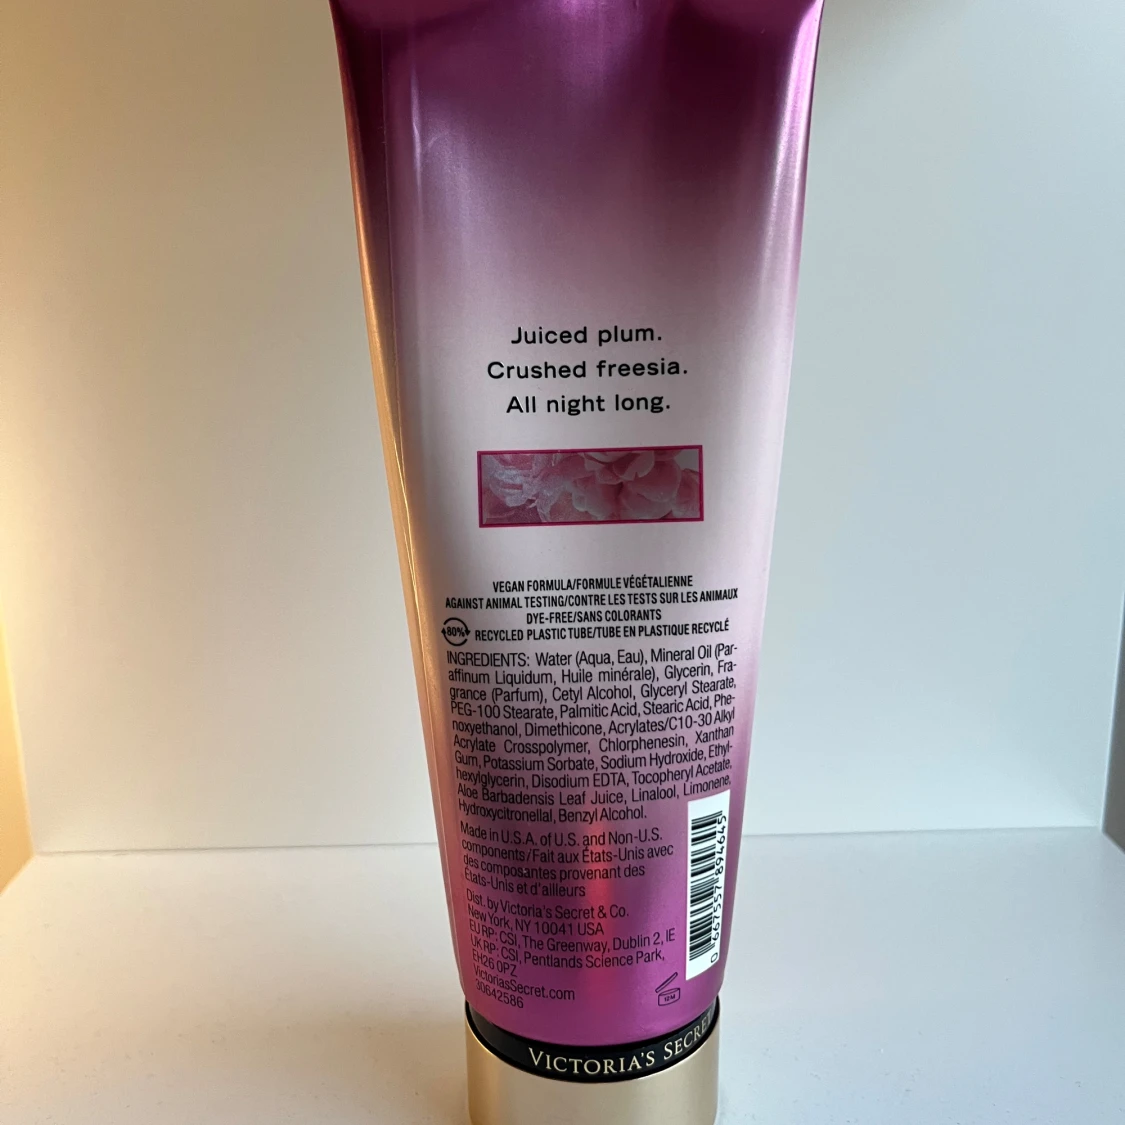 Juiced plum.
Crushed freesia.
All night long.
VEGAN FORMULA/FORMULE VÉGÉTALIENNE
AGAINST ANIMAL TESTING/CONTRE LES TESTS SUR LES ANIMAUX
DYE-FREE/SANS COLORANTS
80% RECYCLED PLASTIC TUBE/TUBE EN PLASTIQUE RECYCLÉ
INGREDIENTS: Water (Aqua, Eau), Mineral Oil (Par-
affinum Liquidum, Huile minérale), Glycerin, Fra-
grance (Parfum), Cetyl Alcohol, Glyceryl Stearate,
PEG-100 Stearate, Palmitic Acid, Stearic Acid, Phe-
noxyethanol, Dimethicone, Acrylates/C10-30 Alkyl
Acrylate Crosspolymer, Chlorphenesin, Xanthan
Gum, Potassium Sorbate, Sodium Hydroxide, Ethyl-
hexylglycerin, Disodium EDTA, Tocopheryl Acetate,
Aloe Barbadensis Leaf Juice, Linalool, Limonene,
Hydroxycitronellal, Benzyl Alcohol.
Made in U.S.A. of U.S. and Non-U.S.
components/Fait aux États-Unis avec
des composantes provenant des
États-Unis et d'ailleurs
Dist. by Victoria's Secret & Co.
New York, NY 10041 USA
EU RP: CSI, The Greenway, Dublin 2, IE
UK RP: CSI, Pentlands Science Park,
EH26 0PZ
VictoriasSecret.com
30642586
0 667557 894645
12M
VICTORIA'S SECRE